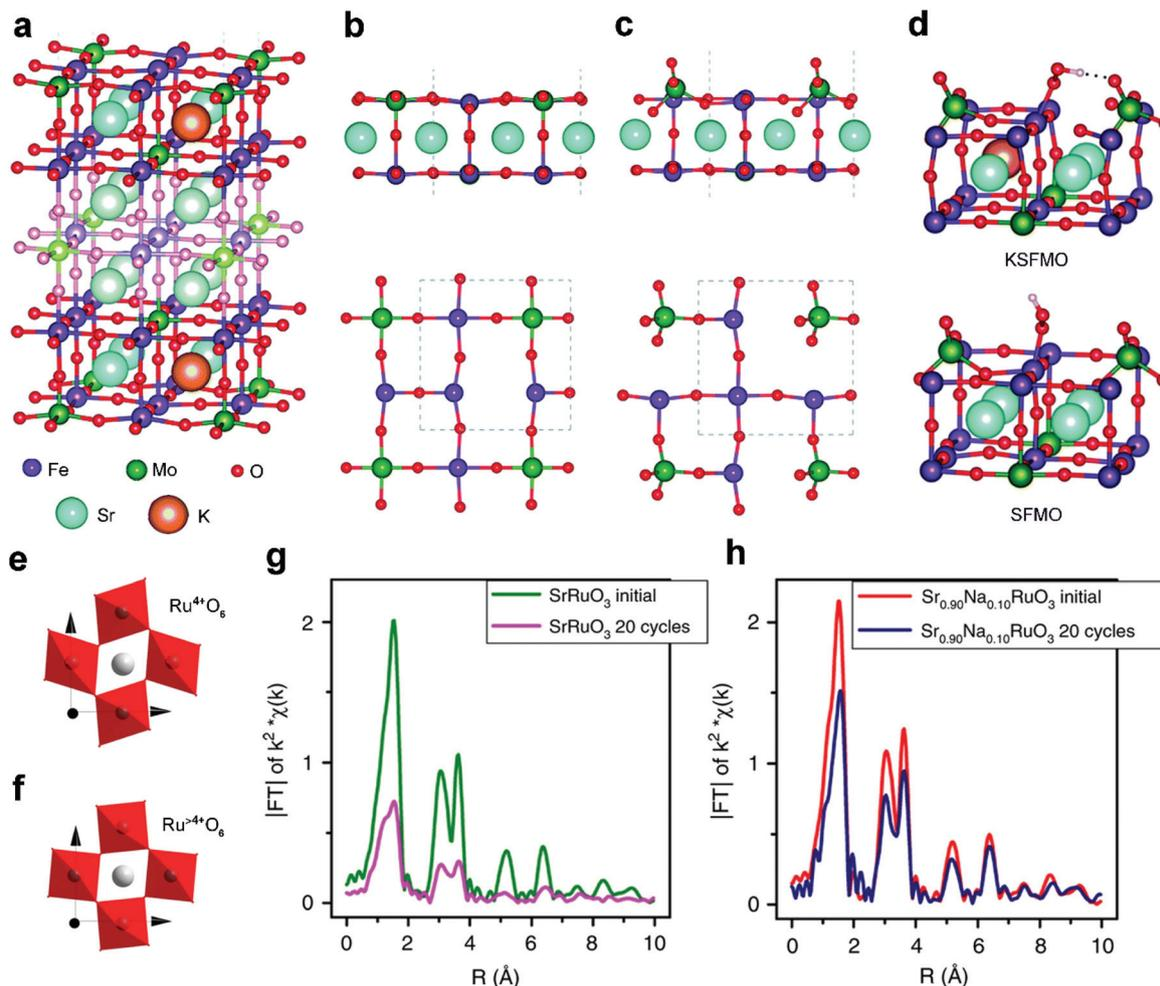 a
b
c
d
KSFMO
SFMO
Fe
Mo
O
Sr
K
e
Ru⁴⁺O₆
f
Ru^>4+O₆
g
SrRuO₃ initial
SrRuO₃ 20 cycles
|FT| of k² *χ(k)
2
1
0
0 2 4 6 8 10
R (Å)
h
Sr₀.₉₀Na₀.₁₀RuO₃ initial
Sr₀.₉₀Na₀.₁₀RuO₃ 20 cycles
|FT| of k² *χ(k)
2
1
0
0 2 4 6 8 10
R (Å)